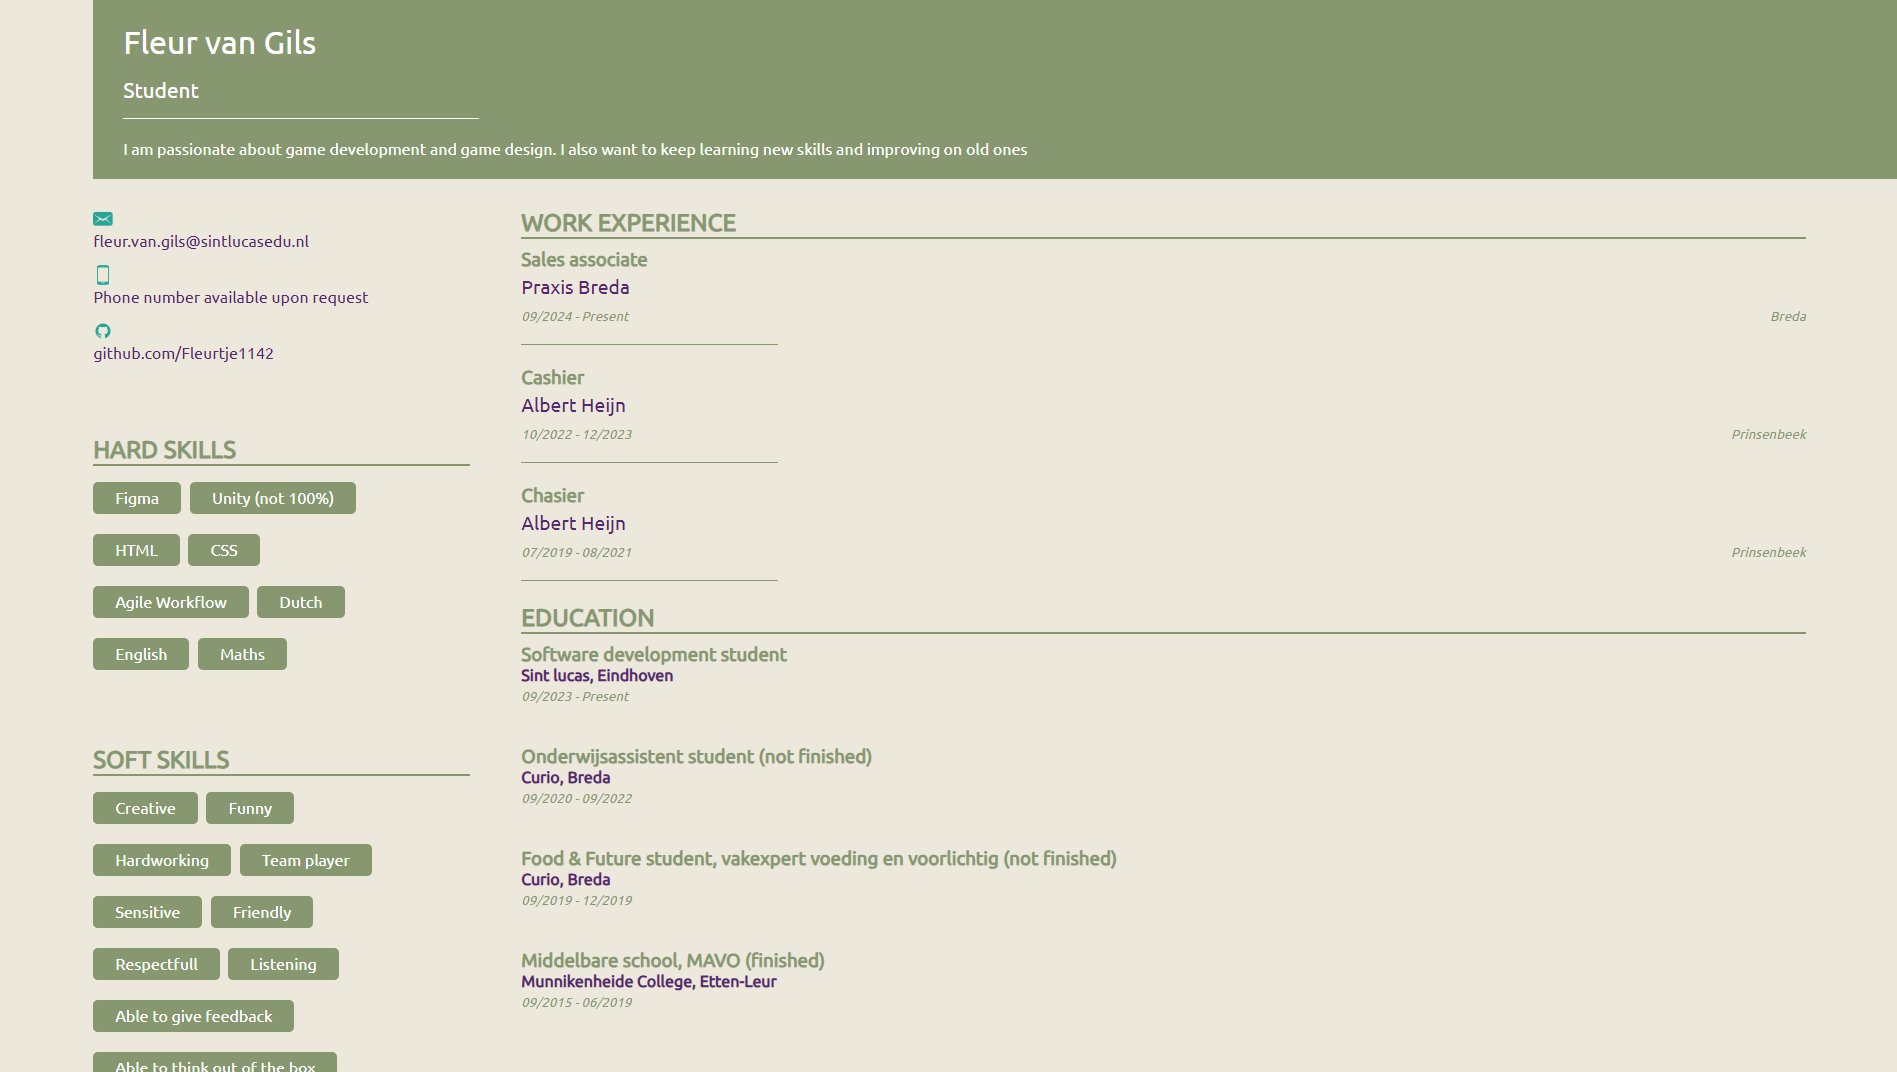 Fleur van Gils
Student
I am passionate about game development and game design. I also want to keep learning new skills and improving on old ones
fleur.van.gils@sintlucasedu.nl
Phone number available upon request
github.com/Fleurtje1142
HARD SKILLS
Figma Unity (not 100%)
HTML CSS
Agile Workflow Dutch
English Maths
SOFT SKILLS
Creative Funny
Hardworking Team player
Sensitive Friendly
Respectfull Listening
Able to give feedback
Able to think out of the box
WORK EXPERIENCE
Sales associate
Praxis Breda
09/2024 - Present Breda
Cashier
Albert Heijn
10/2022 - 12/2023 Prinsenbeek
Chasier
Albert Heijn
07/2019 - 08/2021 Prinsenbeek
EDUCATION
Software development student
Sint lucas, Eindhoven
09/2023 - Present
Onderwijsassistent student (not finished)
Curio, Breda
09/2020 - 09/2022
Food & Future student, vakexpert voeding en voorlichtig (not finished)
Curio, Breda
09/2019 - 12/2019
Middelbare school, MAVO (finished)
Munnikenheide College, Etten-Leur
09/2015 - 06/2019